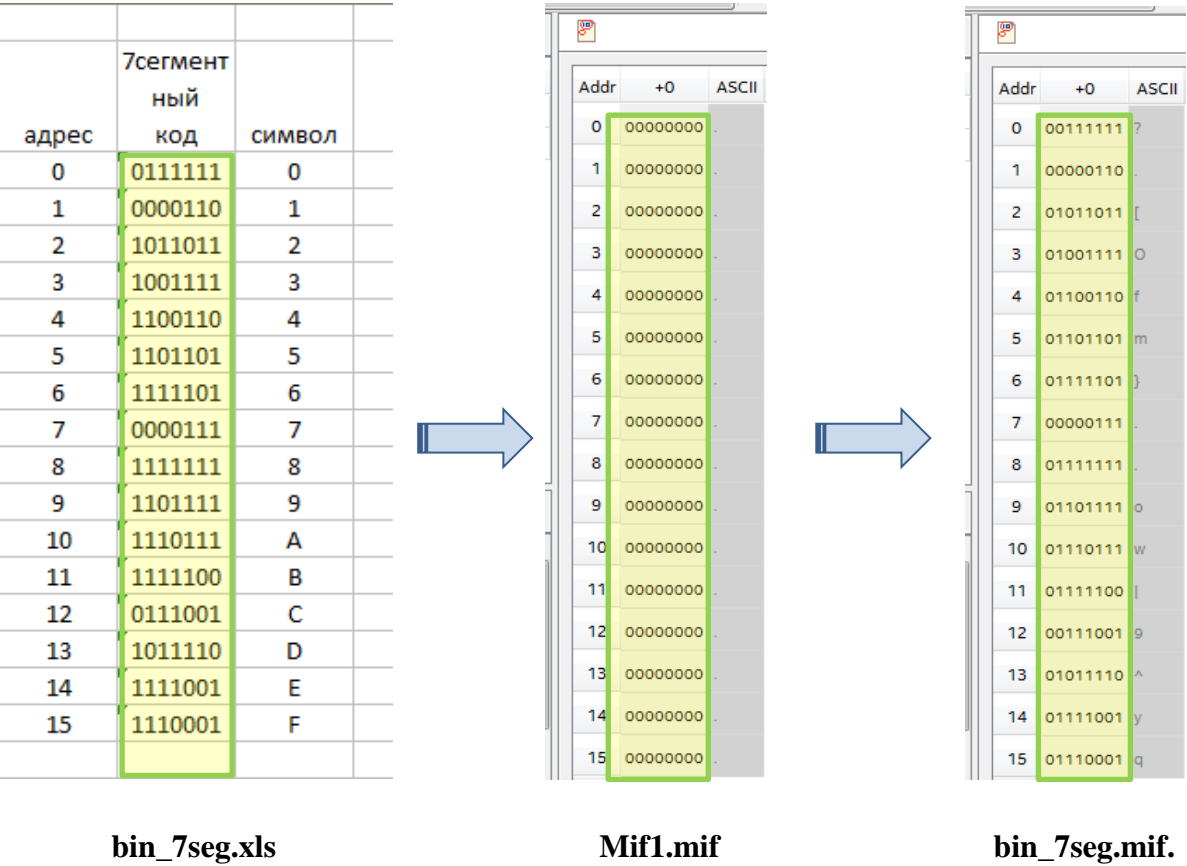 адрес 7сегмент ный код символ
0 0111111 0
1 0000110 1
2 1011011 2
3 1001111 3
4 1100110 4
5 1101101 5
6 1111101 6
7 0000111 7
8 1111111 8
9 1101111 9
10 1110111 A
11 1111100 B
12 0111001 C
13 1011110 D
14 1111001 E
15 1110001 F
bin_7seg.xls
Addr +0 ASCII
0 00000000 .
1 00000000 .
2 00000000 .
3 00000000 .
4 00000000 .
5 00000000 .
6 00000000 .
7 00000000 .
8 00000000 .
9 00000000 .
10 00000000 .
11 00000000 .
12 00000000 .
13 00000000 .
14 00000000 .
15 00000000 .
Mif1.mif
Addr +0 ASCII
0 00111111 ?
1 00000110 .
2 01011011 [
3 01001111 O
4 01100110 f
5 01101101 m
6 01111101 }
7 00000111 .
8 01111111 .
9 01101111 o
10 01110111 w
11 01111100 |
12 00111001 9
13 01011110 ^
14 01111001 y
15 01110001 q
bin_7seg.mif.